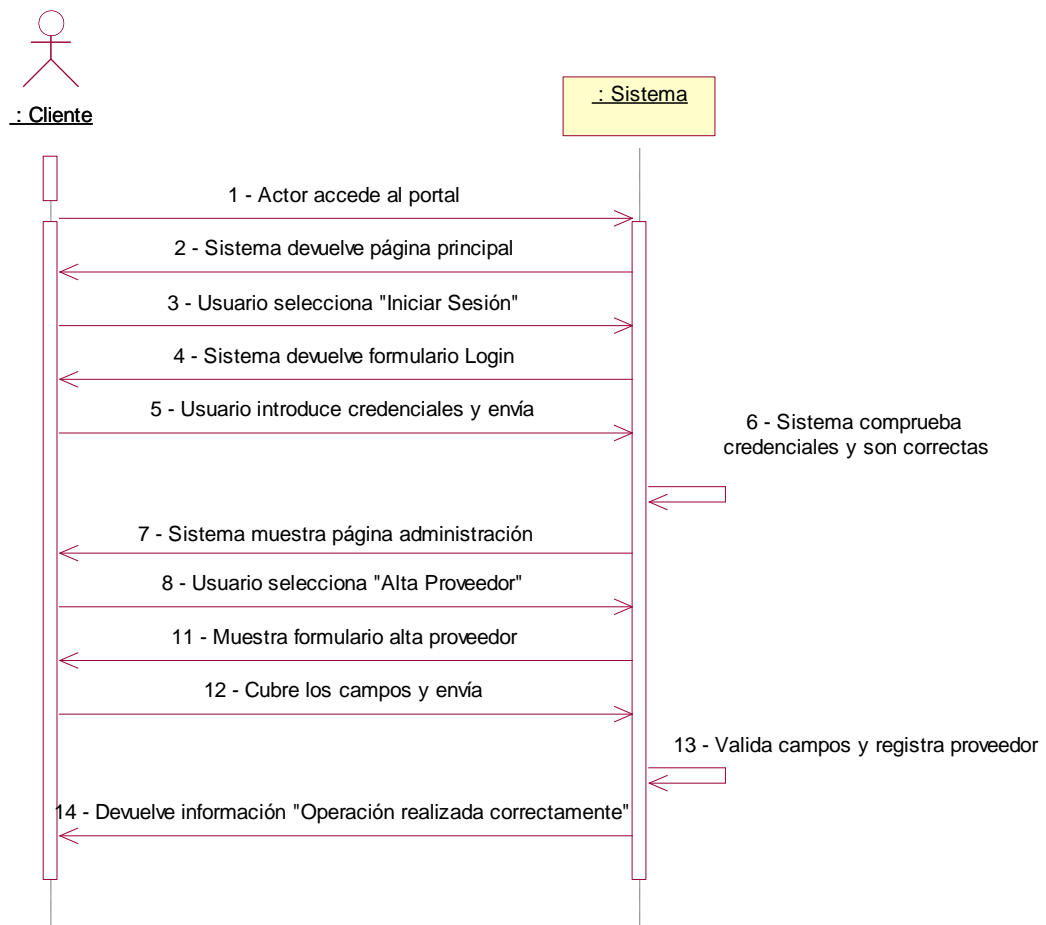 : Cliente
: Sistema
1 - Actor accede al portal
2 - Sistema devuelve página principal
3 - Usuario selecciona "Iniciar Sesión"
4 - Sistema devuelve formulario Login
5 - Usuario introduce credenciales y envía
6 - Sistema comprueba
credenciales y son correctas
7 - Sistema muestra página administración
8 - Usuario selecciona "Alta Proveedor"
11 - Muestra formulario alta proveedor
12 - Cubre los campos y envía
13 - Valida campos y registra proveedor
14 - Devuelve información "Operación realizada correctamente"